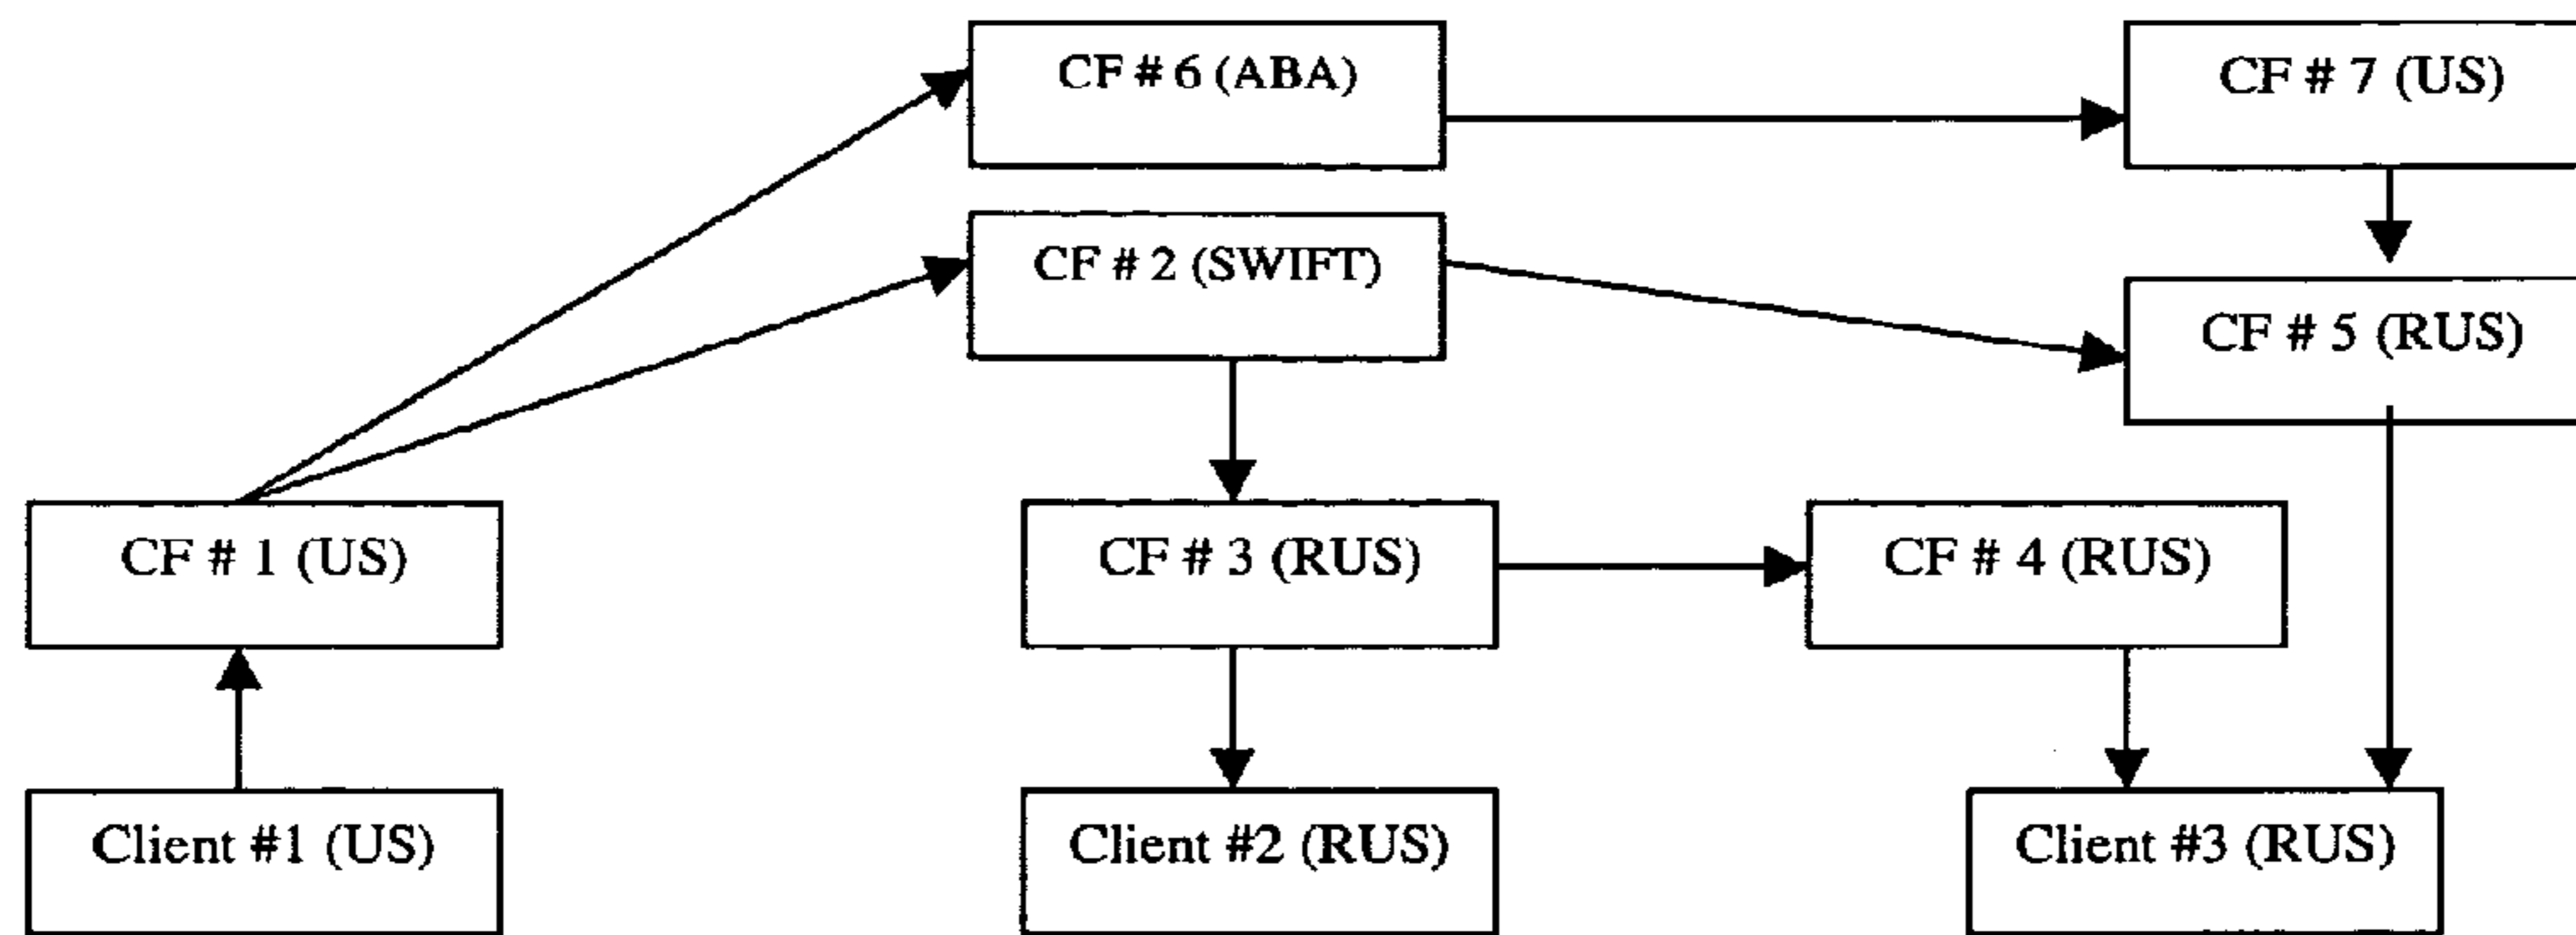 CF # 6 (ABA)
CF # 7 (US)
CF # 2 (SWIFT)
CF # 5 (RUS)
CF # 1 (US)
CF # 3 (RUS)
CF # 4 (RUS)
Client #1 (US)
Client #2 (RUS)
Client #3 (RUS)